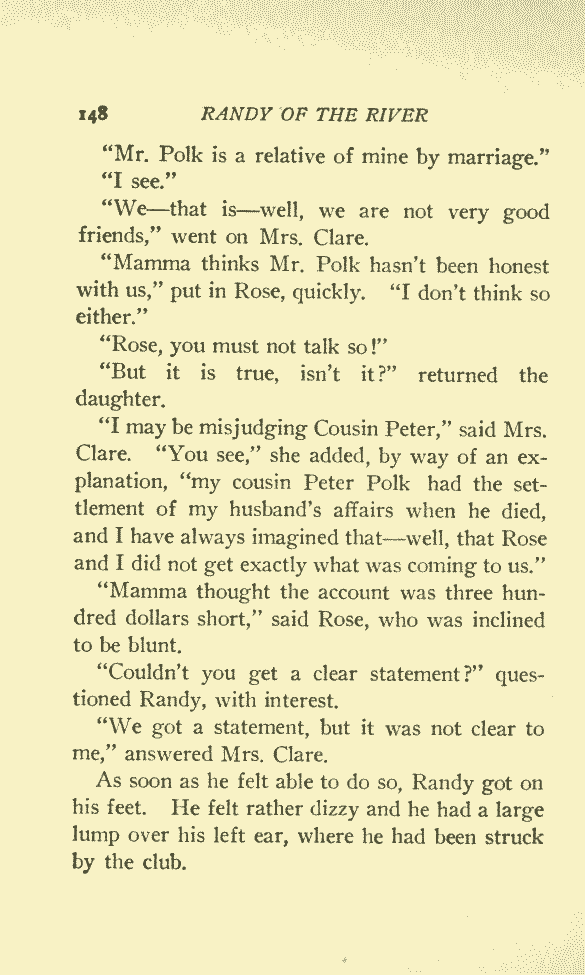 148 RANDY OF THE RIVER
“Mr. Polk is a relative of mine by marriage.”
“I see.”
“We—that is—well, we are not very good
friends,” went on Mrs. Clare.
“Mamma thinks Mr. Polk hasn't been honest
with us,” put in Rose, quickly. “I don't think so
either.”
“Rose, you must not talk so!”
“But it is true, isn't it?” returned the
daughter.
“I may be misjudging Cousin Peter,” said Mrs.
Clare. “You see,” she added, by way of an ex-
planation, “my cousin Peter Polk had the set-
tlement of my husband's affairs when he died,
and I have always imagined that—well, that Rose
and I did not get exactly what was coming to us.”
“Mamma thought the account was three hun-
dred dollars short,” said Rose, who was inclined
to be blunt.
“Couldn't you get a clear statement?” ques-
tioned Randy, with interest.
“We got a statement, but it was not clear to
me,” answered Mrs. Clare.
As soon as he felt able to do so, Randy got on
his feet. He felt rather dizzy and he had a large
lump over his left ear, where he had been struck
by the club.